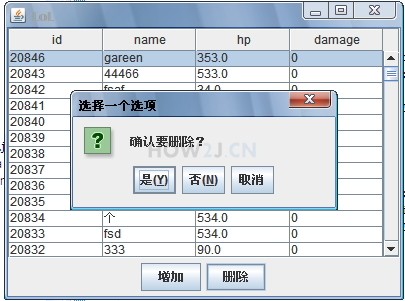 LoL
id name hp damage
20846 gareen 353.0 0
20843 44466 533.0 0
20842 fsaf 34.0 0
20841
20840
20839
20838
20837
20836
20835
20834 个 534.0 0
20833 fsd 534.0 0
20832 333 90.0 0
选择一个选项
确认要删除?
HOW2J.CN
是(Y) 否(N) 取消
增加 删除